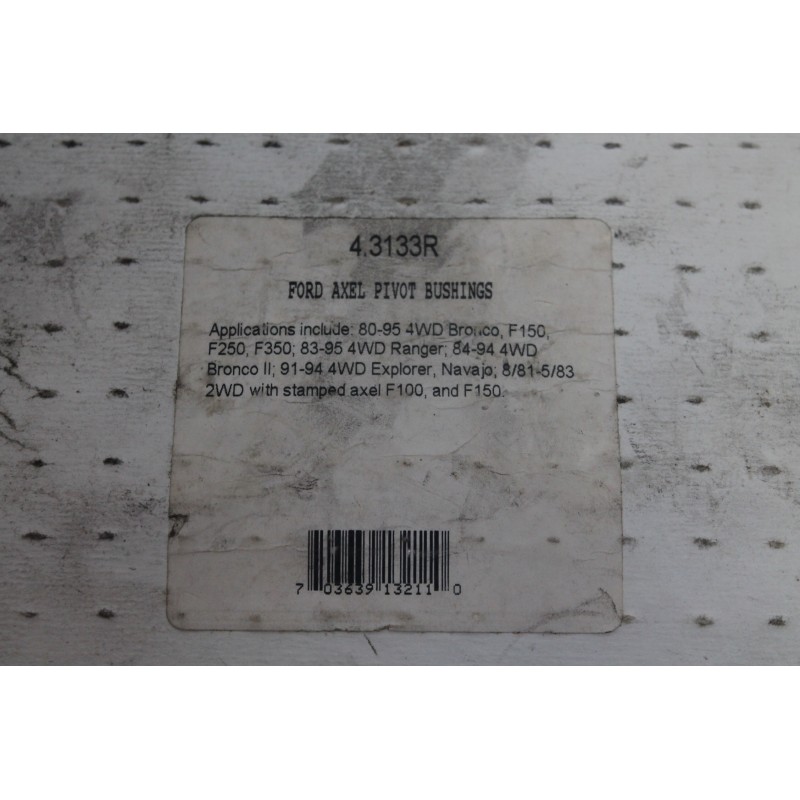 4.3133R
FORD AXEL PIVOT BUSHINGS
Applications include: 80-95 4WD Bronco, F150,
F250, F350; 83-95 4WD Ranger; 84-94 4WD
Bronco II; 91-94 4WD Explorer, Navajo; 8/81-5/83
2WD with stamped axel F100, and F150.
7 03639 13211 0